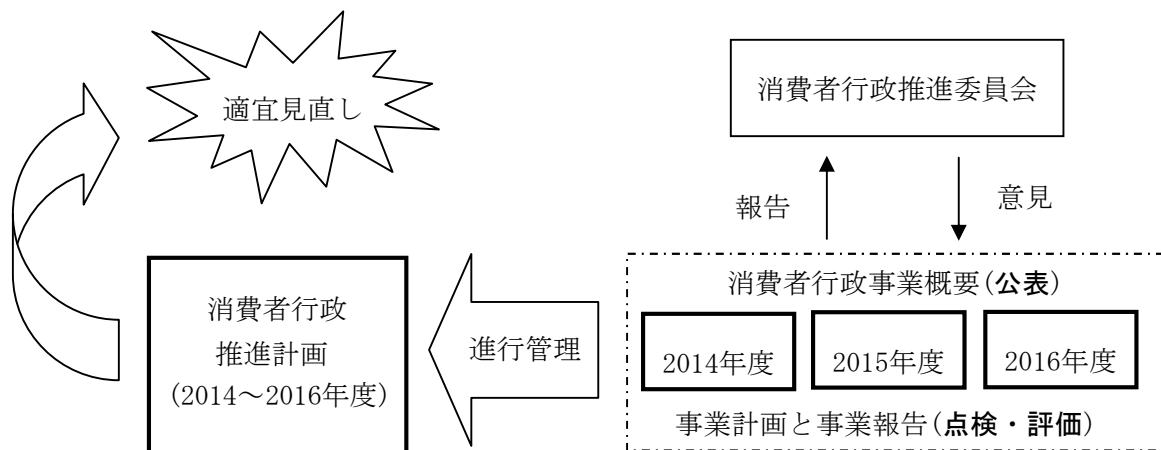 適宜見直し
消費者行政推進委員会
報告
意見
消費者行政
推進計画
(2014～2016年度)
進行管理
消費者行政事業概要(公表)
2014年度
2015年度
2016年度
事業計画と事業報告(点検・評価)